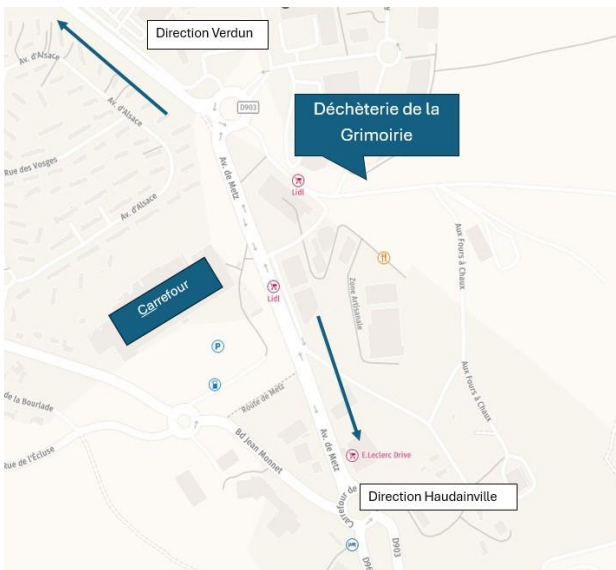 Direction Verdun
Av. d'Alsace
Av. d'Alsace
D903
Déchèterie de la
Grimoirie
Rue des Vosges
Av. de Metz
Lidl
Av. d'Alsace
Aux Fours à Chaux
Carrefour
Lidl
Zone Artisanale
P
Aux Fours à Chaux
de la Bourlade
Route de Metz
Bd Jean Monnet
Av. de Metz
E.Leclerc Drive
Rue de l'Écluse
Direction Haudainville
Carrefour de
D903